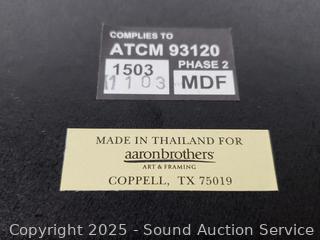 COMPLIES TO
ATCM 93120
1503 PHASE 2
1103 MDF
MADE IN THAILAND FOR
aaronbrothers
ART & FRAMING
COPPELL, TX 75019
Copyright 2025 - Sound Auction Service